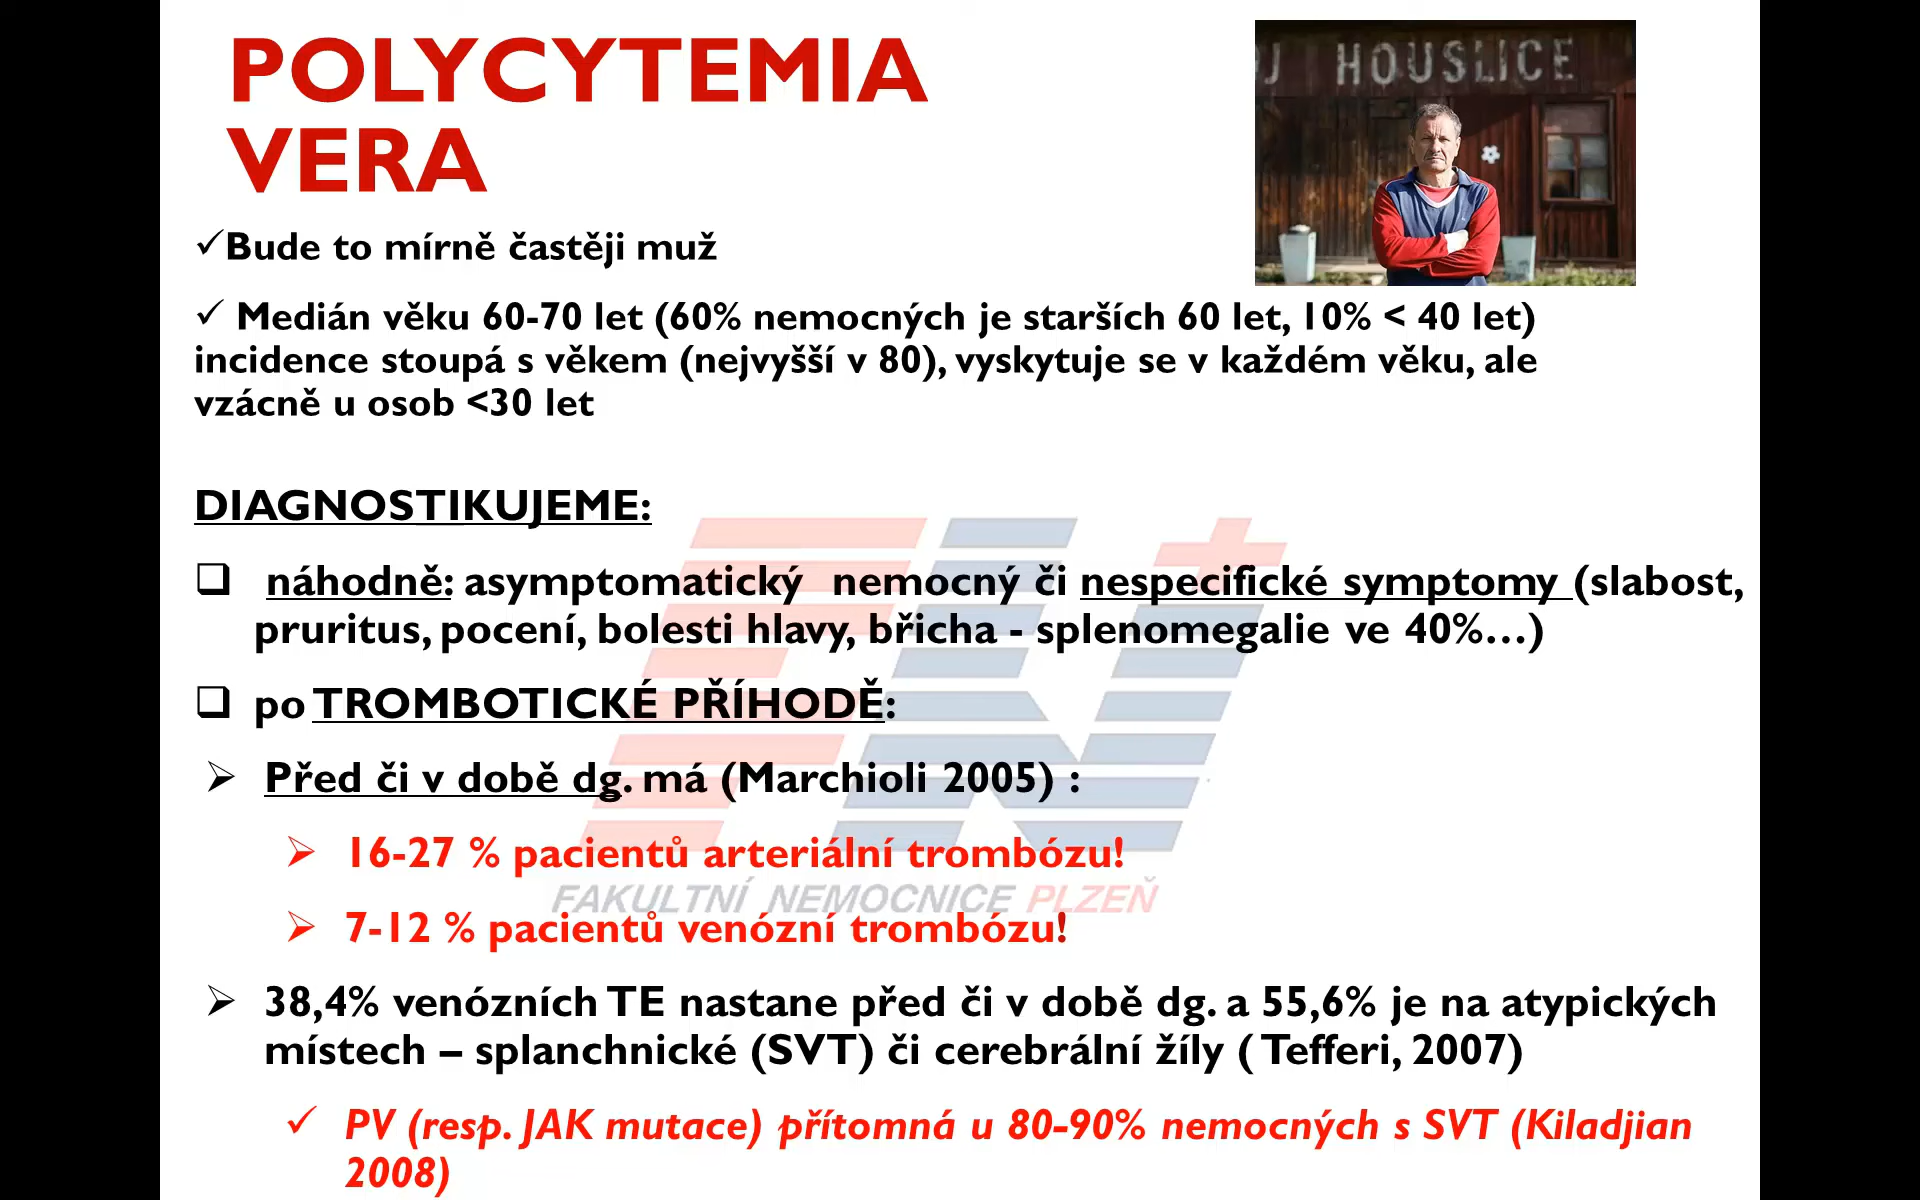 POLYCYTEMIA
VERA
J HOUSLICE
✓Bude to mírně častěji muž
✓ Medián věku 60-70 let (60% nemocných je starších 60 let, 10% < 40 let)
incidence stoupá s věkem (nejvyšší v 80), vyskytuje se v každém věku, ale
vzácně u osob <30 let
DIAGNOSTIKUJEME:
❑ náhodně: asymptomatický nemocný či nespecifické symptomy (slabost,
pruritus, pocení, bolesti hlavy, břicha - splenomegalie ve 40%…)
❑ po TROMBOTICKÉ PŘÍHODĚ:
➢ Před či v době dg. má (Marchioli 2005) :
➢ 16-27 % pacientů arteriální trombózu!
FAKULTNÍ NEMOCNICE PLZEŇ
➢ 7-12 % pacientů venózní trombózu!
➢ 38,4% venózních TE nastane před či v době dg. a 55,6% je na atypických
místech – splanchnické (SVT) či cerebrální žíly ( Tefferi, 2007)
✓ PV (resp. JAK mutace) přítomná u 80-90% nemocných s SVT (Kiladjian
2008)